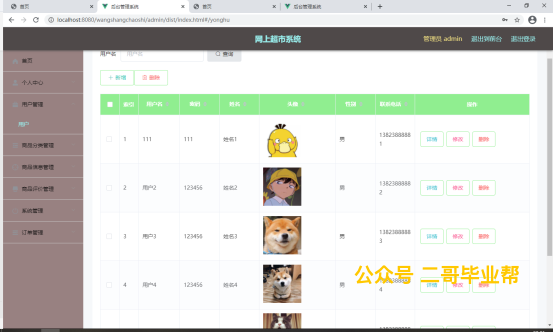 首页 后台管理系统 首页 后台管理系统
localhost:8080/wangshangchaoshi/admin/dist/index.html#/yonghu
网上超市系统 管理员 admin 退出到前台 退出登录
首页
个人中心
用户管理
用户
商品分类管理
商品信息管理
商品评价管理
系统管理
订单管理
用户名 用户名 查询
+ 新增 删除
索引 用户名 密码 姓名 头像 性别 联系电话 操作
1 111 111 姓名1 男 13823888881 详情 修改 删除
2 用户2 123456 姓名2 男 13823888882 详情 修改 删除
3 用户3 123456 姓名3 男 13823888883 详情 修改 删除
4 用户4 123456 姓名4 4 详情 修改 删除
公众号 二哥毕业帮